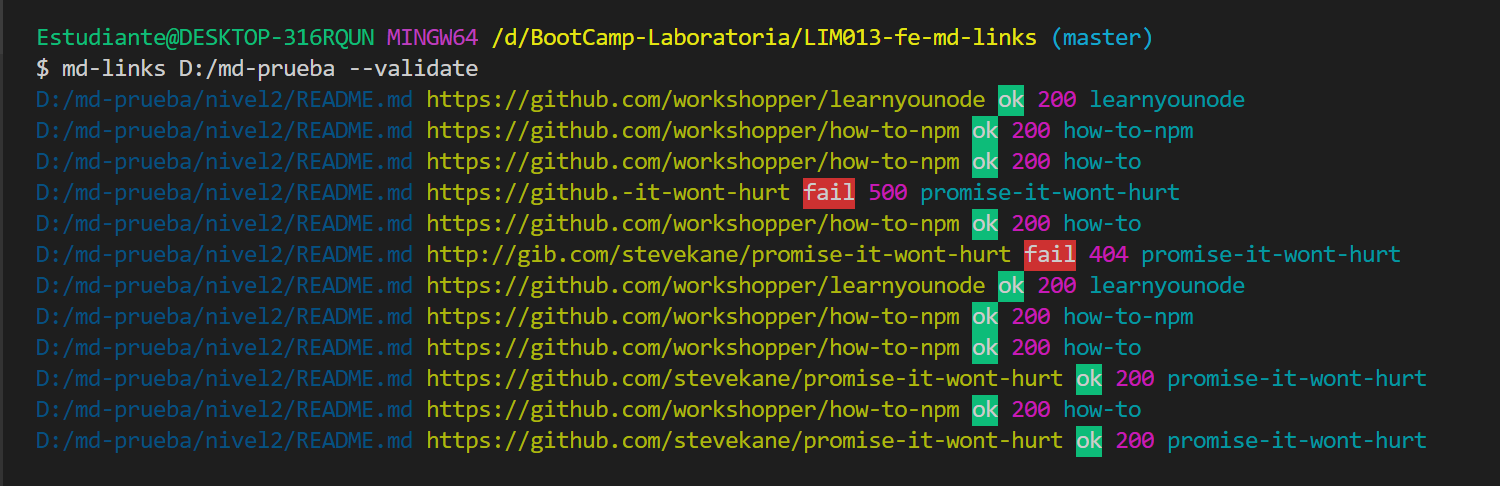 Estudiante@DESKTOP-316RQUN MINGW64 /d/BootCamp-Laboratoria/LIM013-fe-md-links (master)
$ md-links D:/md-prueba --validate
D:/md-prueba/nivel2/README.md https://github.com/workshopper/learnyounode ok 200 learnyounode
D:/md-prueba/nivel2/README.md https://github.com/workshopper/how-to-npm ok 200 how-to-npm
D:/md-prueba/nivel2/README.md https://github.com/workshopper/how-to-npm ok 200 how-to
D:/md-prueba/nivel2/README.md https://github.-it-wont-hurt fail 500 promise-it-wont-hurt
D:/md-prueba/nivel2/README.md https://github.com/workshopper/how-to-npm ok 200 how-to
D:/md-prueba/nivel2/README.md http://gib.com/stevekane/promise-it-wont-hurt fail 404 promise-it-wont-hurt
D:/md-prueba/nivel2/README.md https://github.com/workshopper/learnyounode ok 200 learnyounode
D:/md-prueba/nivel2/README.md https://github.com/workshopper/how-to-npm ok 200 how-to-npm
D:/md-prueba/nivel2/README.md https://github.com/workshopper/how-to-npm ok 200 how-to
D:/md-prueba/nivel2/README.md https://github.com/stevekane/promise-it-wont-hurt ok 200 promise-it-wont-hurt
D:/md-prueba/nivel2/README.md https://github.com/workshopper/how-to-npm ok 200 how-to
D:/md-prueba/nivel2/README.md https://github.com/stevekane/promise-it-wont-hurt ok 200 promise-it-wont-hurt